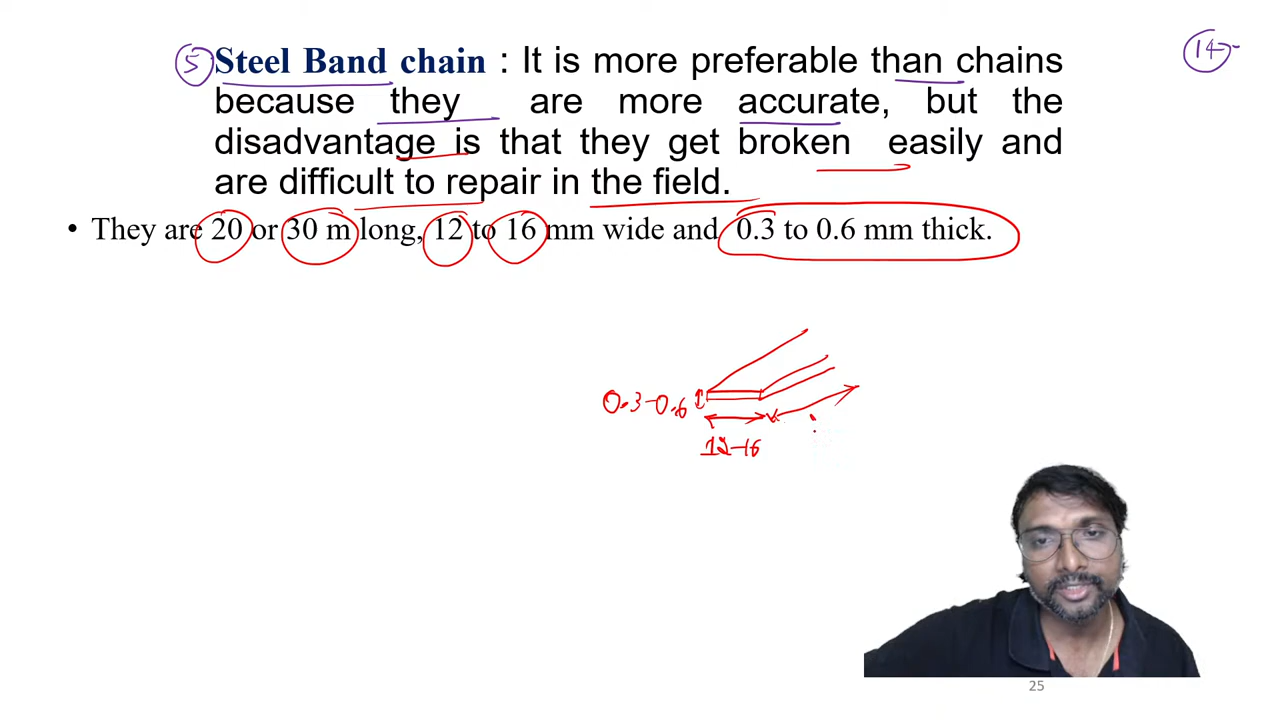 ⑤ Steel Band chain : It is more preferable than chains
because they are more accurate, but the
disadvantage is that they get broken easily and
are difficult to repair in the field.
• They are 20 or 30 m long, 12 to 16 mm wide and 0.3 to 0.6 mm thick.
0.3-0.6
12-16
25